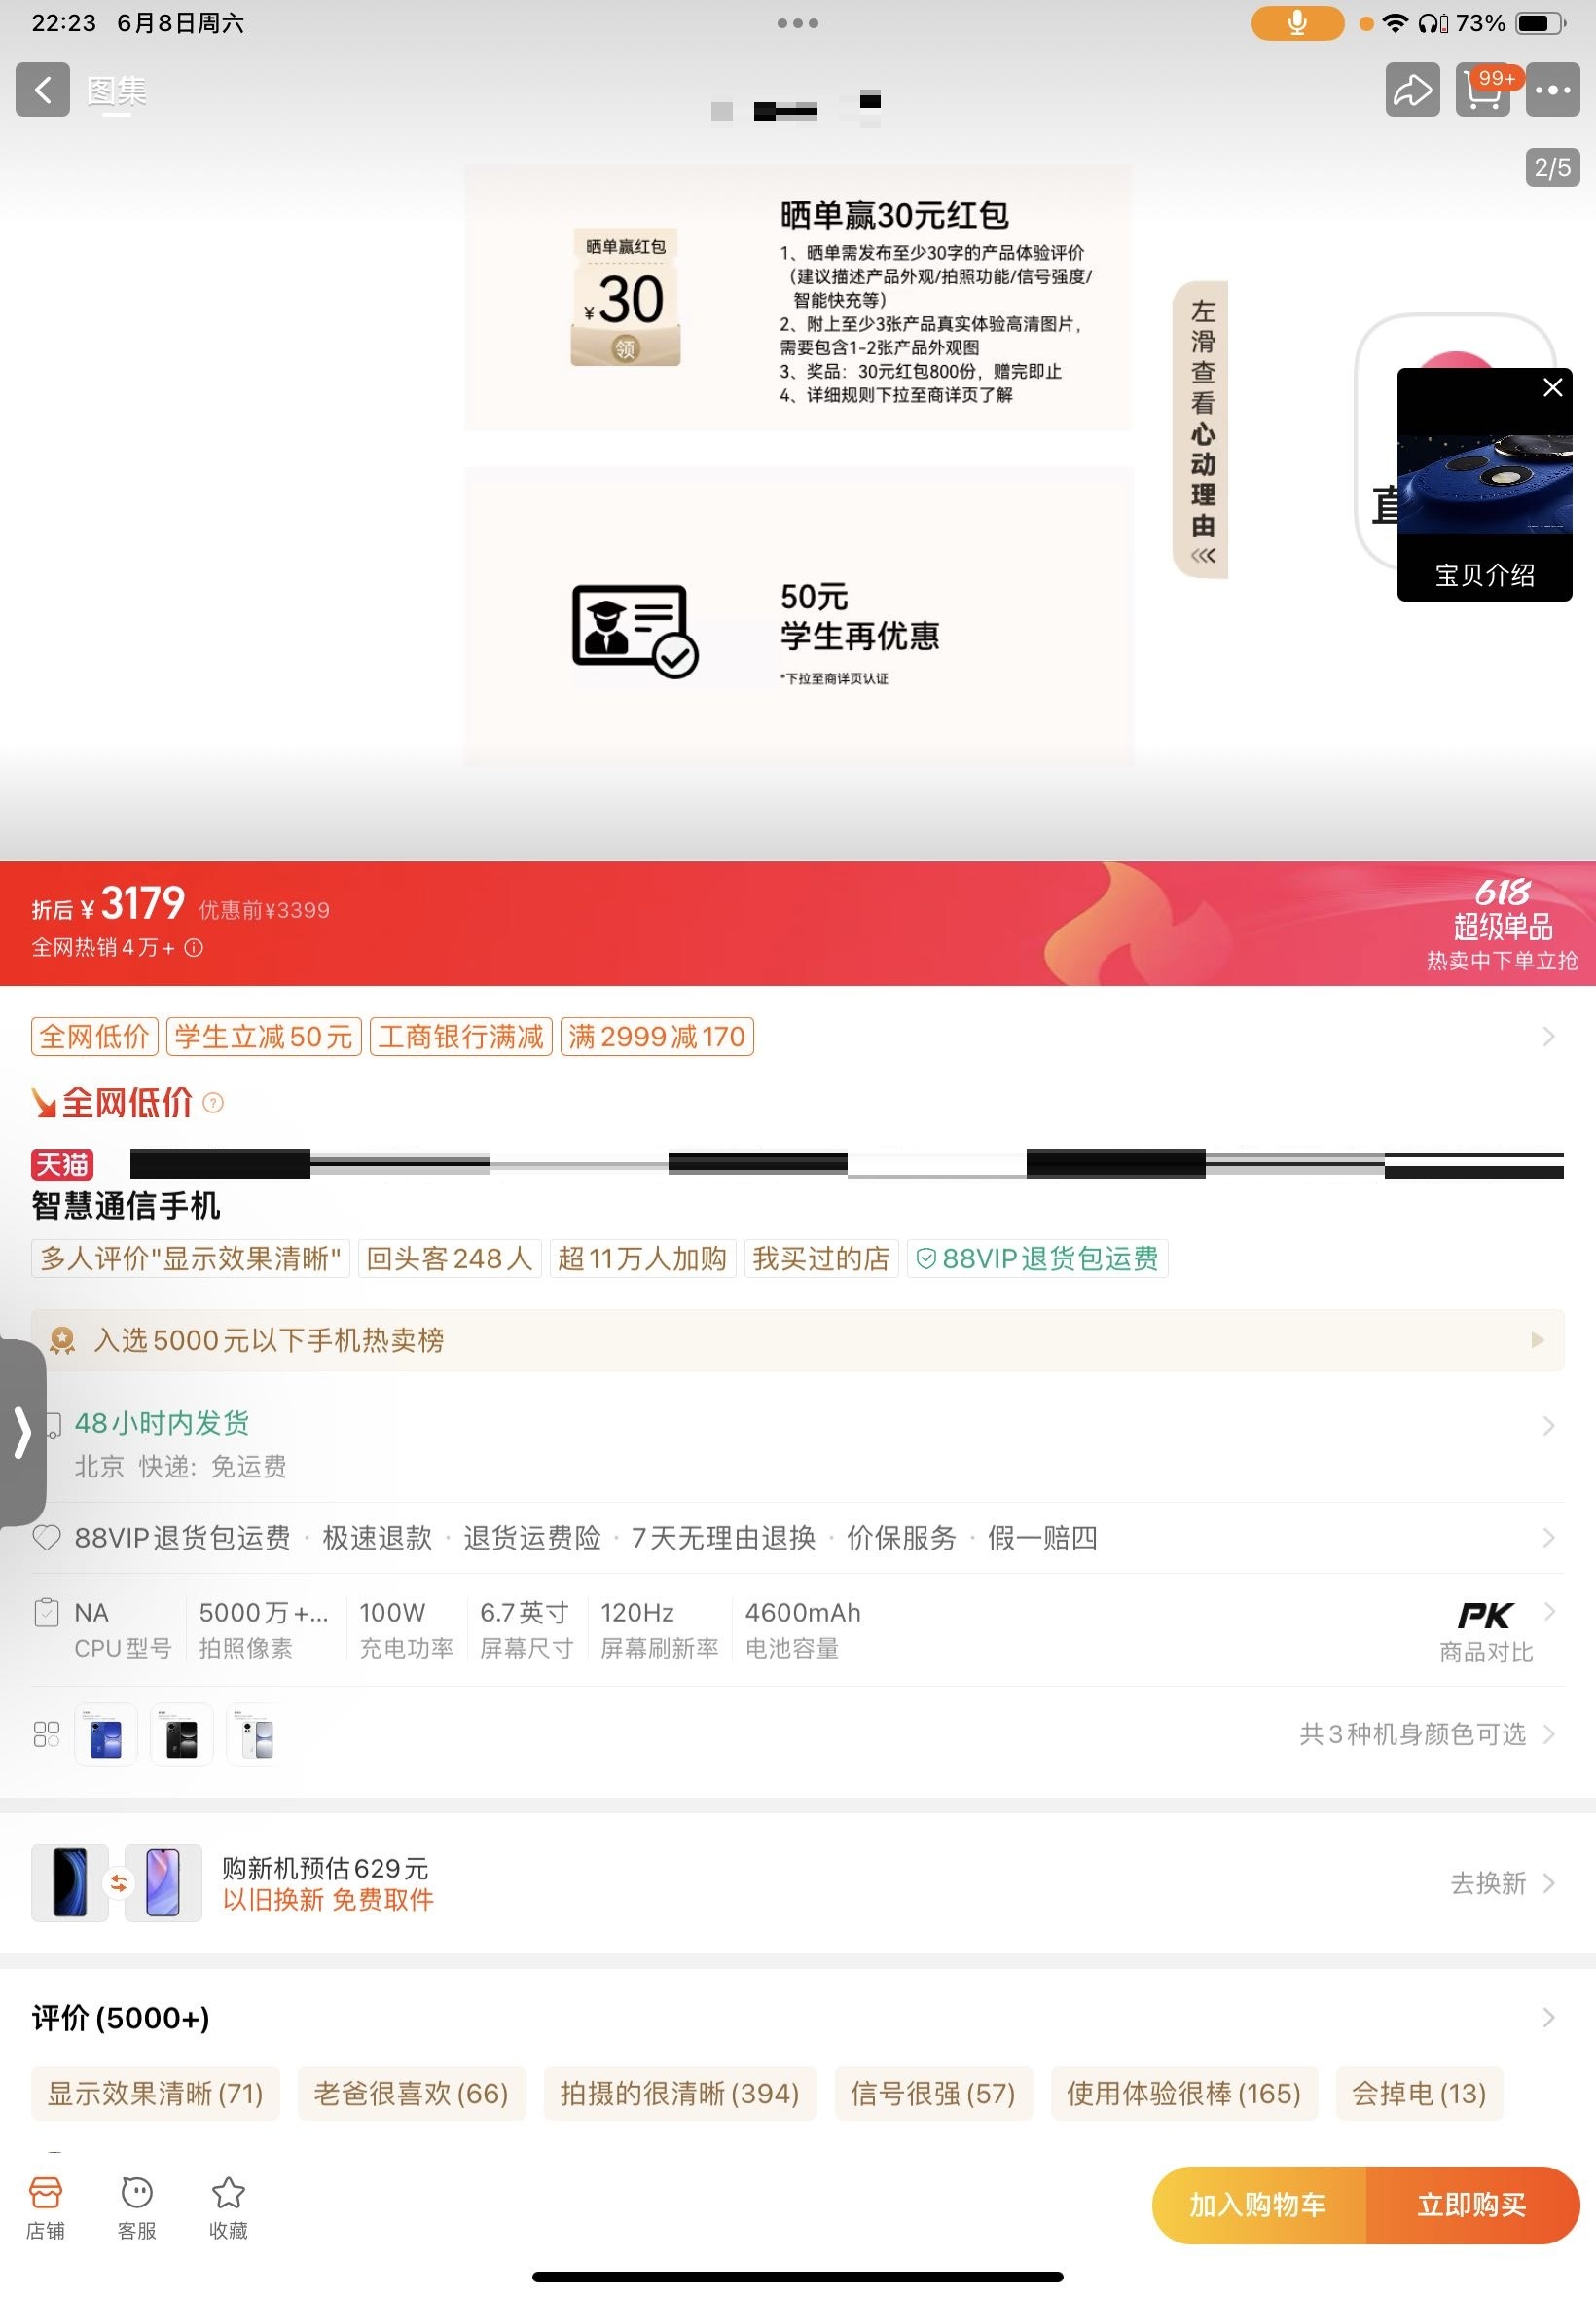 22:23 6月8日周六
73%
图集
99+
2/5
晒单赢红包
¥30
领
晒单赢30元红包
1、晒单需发布至少30字的产品体验评价
（建议描述产品外观/拍照功能/信号强度/
智能快充等）
2、附上至少3张产品真实体验高清图片，
需要包含1-2张产品外观图
3、奖品：30元红包800份，赠完即止
4、详细规则下拉至商详页了解
左滑查看心动理由
直
宝贝介绍
50元
学生再优惠
*下拉至商详页认证
折后¥3179 优惠前¥3399
全网热销4万+
618
超级单品
热卖中下单立抢
全网低价 学生立减50元 工商银行满减 满2999减170
全网低价
天猫
智慧通信手机
多人评价"显示效果清晰" 回头客248人 超11万人加购 我买过的店 88VIP退货包运费
入选5000元以下手机热卖榜
48小时内发货
北京 快递: 免运费
88VIP退货包运费 · 极速退款 · 退货运费险 · 7天无理由退换 · 价保服务 · 假一赔四
NA 5000万+... 100W 6.7英寸 120Hz 4600mAh PK
CPU型号 拍照像素 充电功率 屏幕尺寸 屏幕刷新率 电池容量 商品对比
共3种机身颜色可选
购新机预估629元
以旧换新 免费取件
去换新
评价(5000+)
显示效果清晰(71) 老爸很喜欢(66) 拍摄的很清晰(394) 信号很强(57) 使用体验很棒(165) 会掉电(13)
店铺 客服 收藏 加入购物车 立即购买